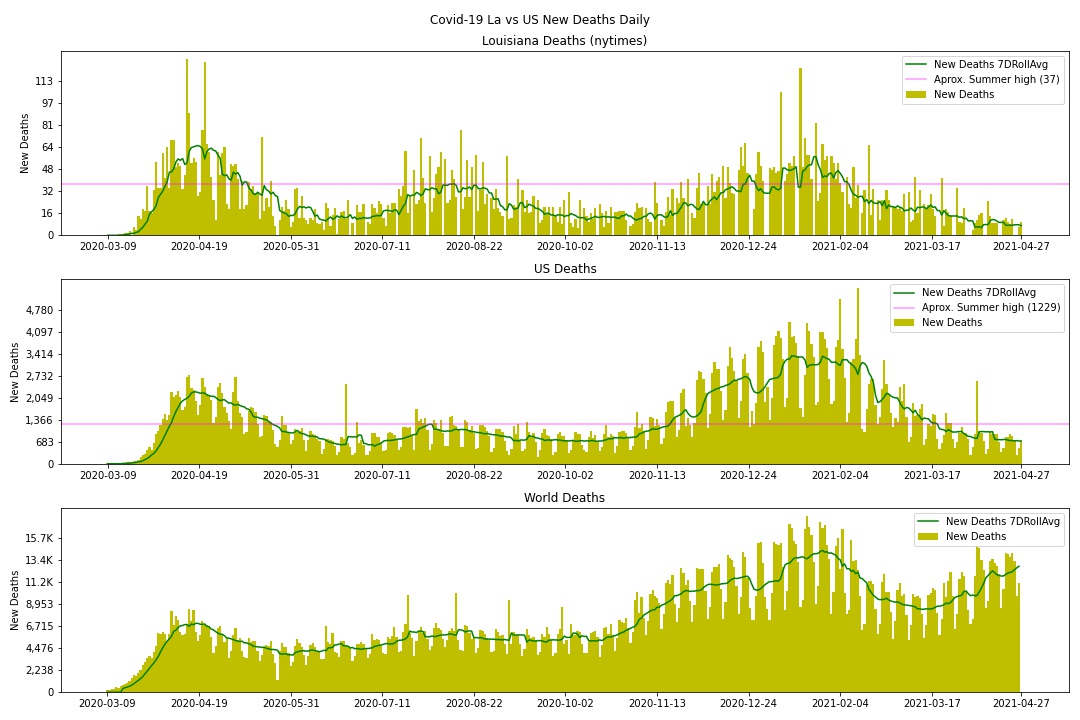 Covid-19 La vs US New Deaths Daily
Louisiana Deaths (nytimes)
New Deaths 7DRollAvg
Aprox. Summer high (37)
New Deaths
New Deaths
113
97
81
64
48
32
16
0
2020-03-09 2020-04-19 2020-05-31 2020-07-11 2020-08-22 2020-10-02 2020-11-13 2020-12-24 2021-02-04 2021-03-17 2021-04-27
US Deaths
New Deaths 7DRollAvg
Aprox. Summer high (1229)
New Deaths
New Deaths
4,780
4,097
3,414
2,732
2,049
1,366
683
0
2020-03-09 2020-04-19 2020-05-31 2020-07-11 2020-08-22 2020-10-02 2020-11-13 2020-12-24 2021-02-04 2021-03-17 2021-04-27
World Deaths
New Deaths 7DRollAvg
New Deaths
New Deaths
15.7K
13.4K
11.2K
8,953
6,715
4,476
2,238
0
2020-03-09 2020-04-19 2020-05-31 2020-07-11 2020-08-22 2020-10-02 2020-11-13 2020-12-24 2021-02-04 2021-03-17 2021-04-27